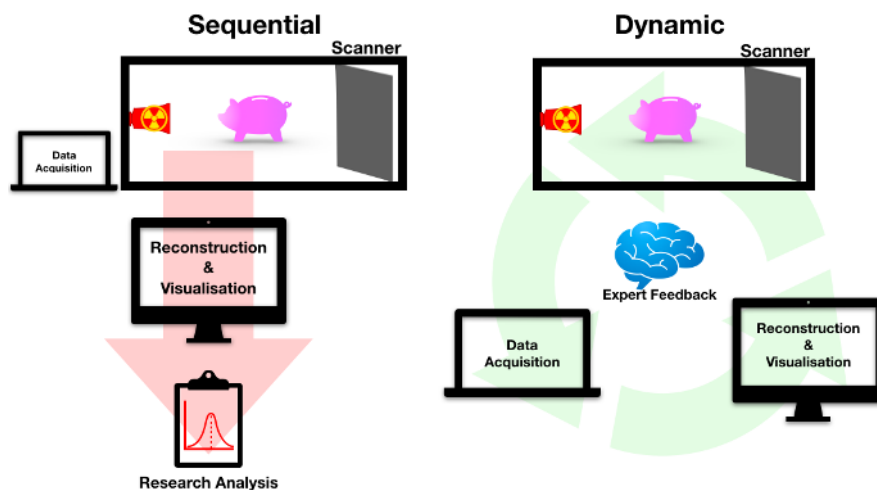 Sequential
Scanner
Data
Acquisition
Reconstruction
&
Visualisation
Research Analysis
Dynamic
Scanner
Expert Feedback
Data
Acquisition
Reconstruction
&
Visualisation